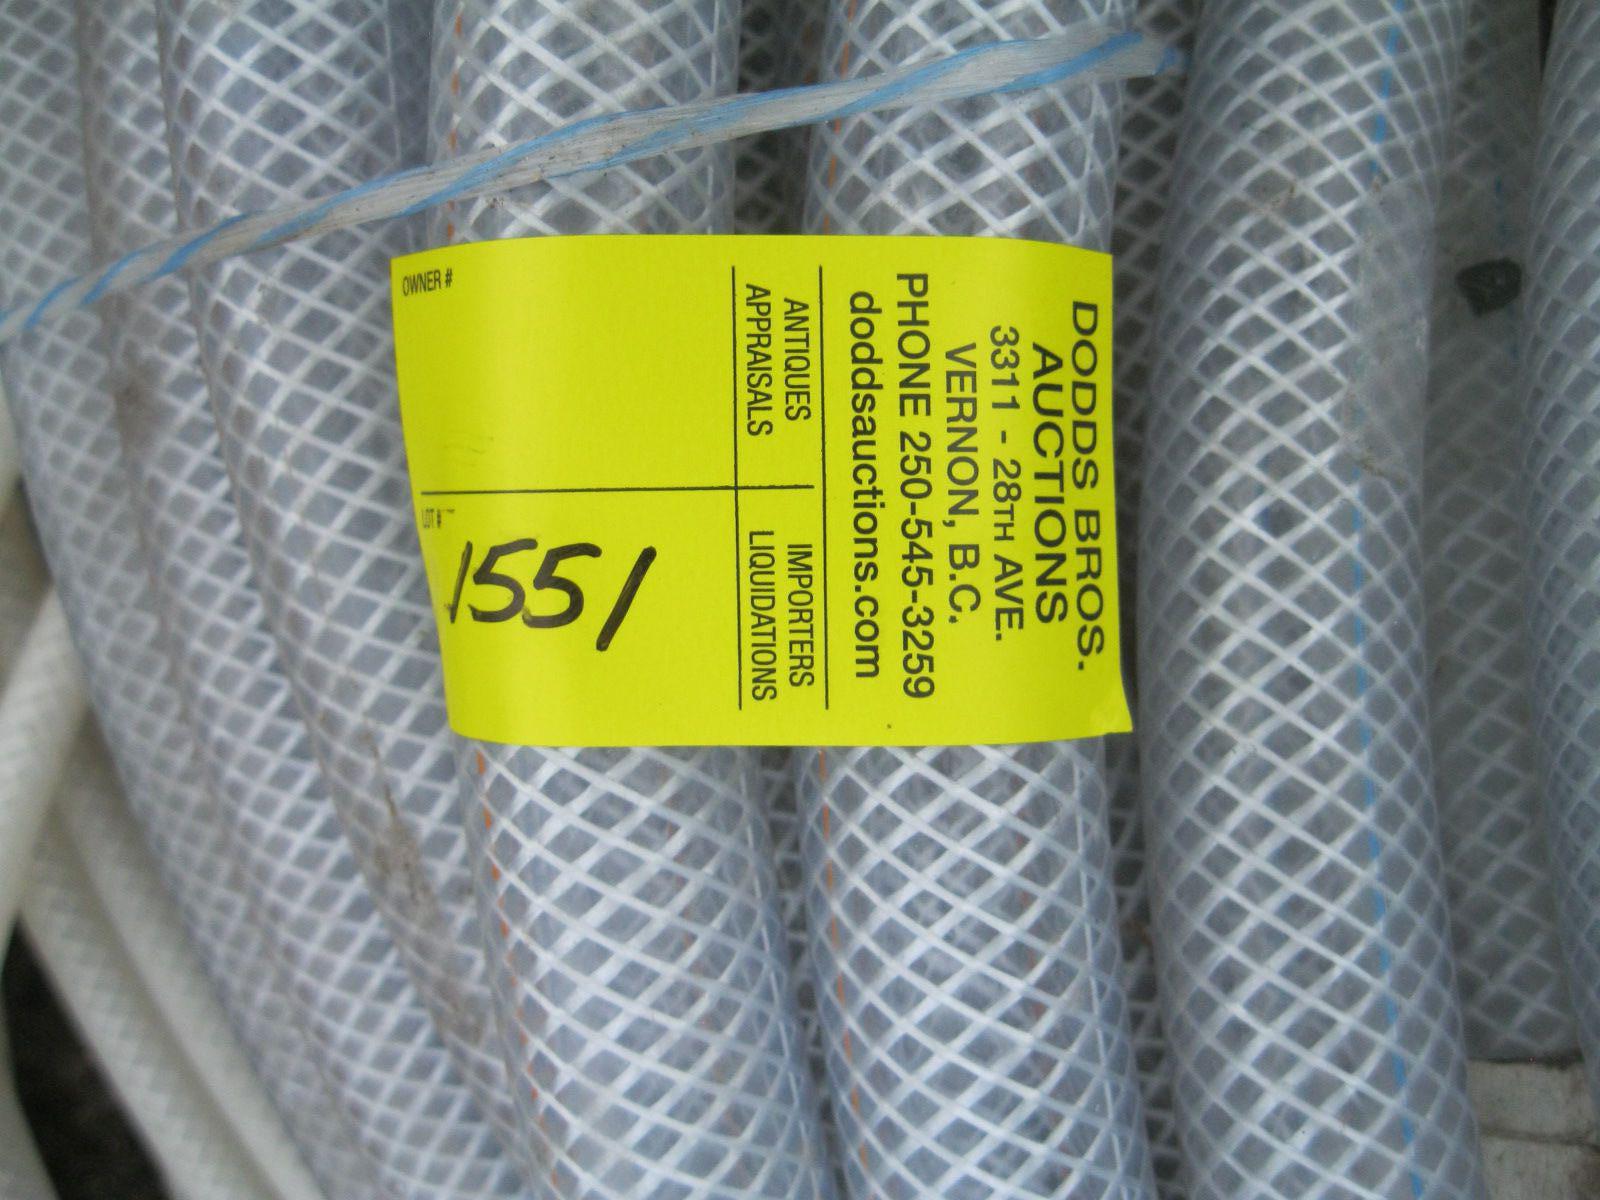 DODDS BROS.
AUCTIONS
3311 - 28TH AVE.
VERNON, B.C.
PHONE 250-545-3259
doddsauctions.com
ANTIQUES
APPRAISALS
IMPORTERS
LIQUIDATIONS
OWNER #
LOT #
1551